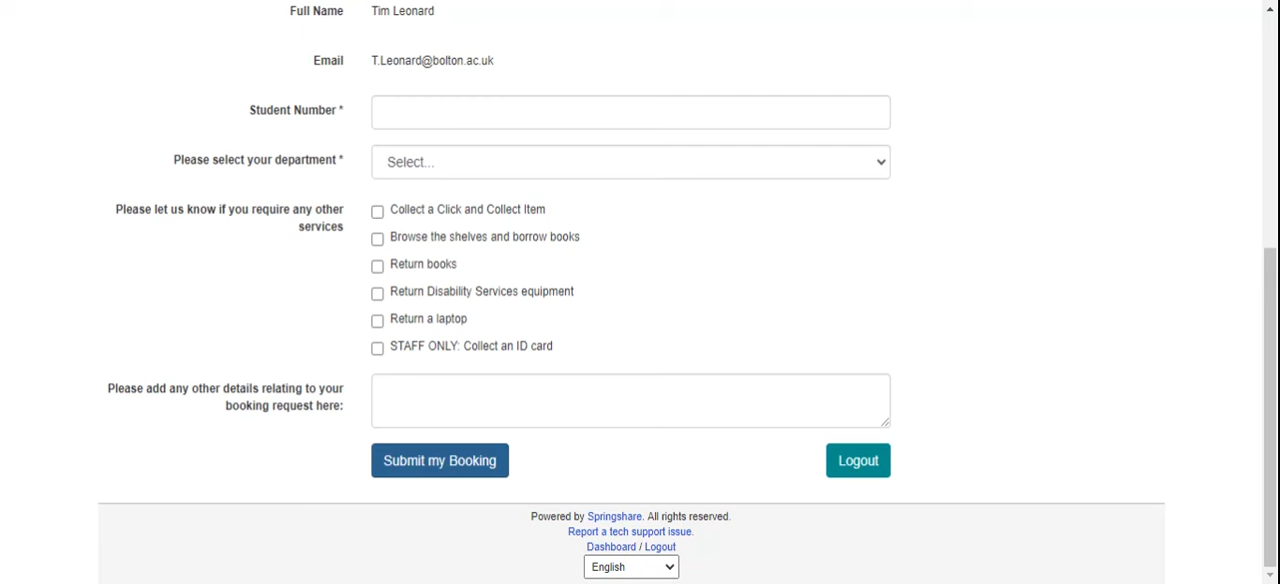 Full Name Tim Leonard
Email T.Leonard@bolton.ac.uk
Student Number *
Please select your department * Select...
Please let us know if you require any other
services
Collect a Click and Collect Item
Browse the shelves and borrow books
Return books
Return Disability Services equipment
Return a laptop
STAFF ONLY: Collect an ID card
Please add any other details relating to your
booking request here:
Submit my Booking Logout
Powered by Springshare. All rights reserved.
Report a tech support issue.
Dashboard / Logout
English